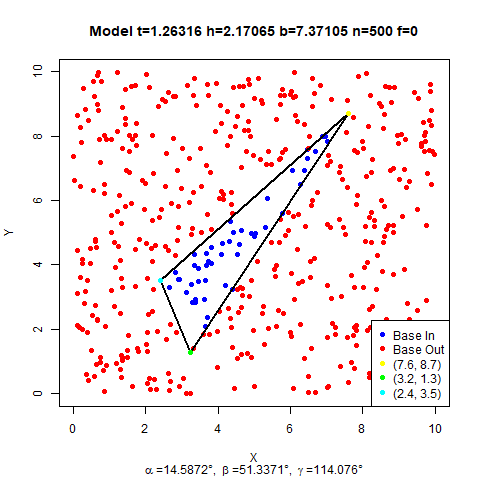 Model t=1.26316 h=2.17065 b=7.37105 n=500 f=0
10
8
6
4
2
0
Y
Base In
Base Out
(7.6, 8.7)
(3.2, 1.3)
(2.4, 3.5)
0 2 4 6 8 10
X
α=14.5872°, β=51.3371°, γ=114.076°